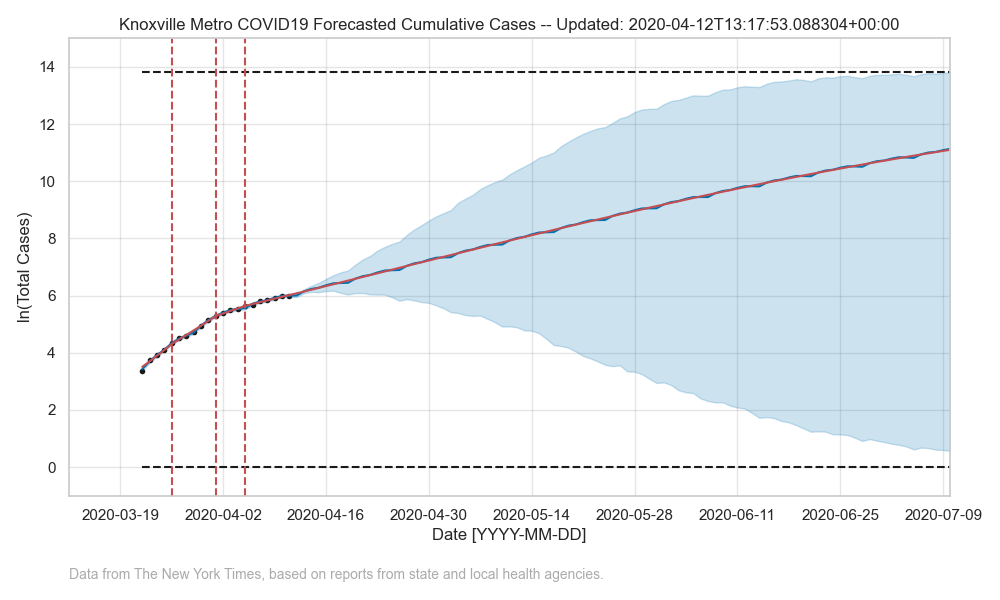 Knoxville Metro COVID19 Forecasted Cumulative Cases -- Updated: 2020-04-12T13:17:53.088304+00:00
ln(Total Cases)
14
12
10
8
6
4
2
0
2020-03-19 2020-04-02 2020-04-16 2020-04-30 2020-05-14 2020-05-28 2020-06-11 2020-06-25 2020-07-09
Date [YYYY-MM-DD]
Data from The New York Times, based on reports from state and local health agencies.